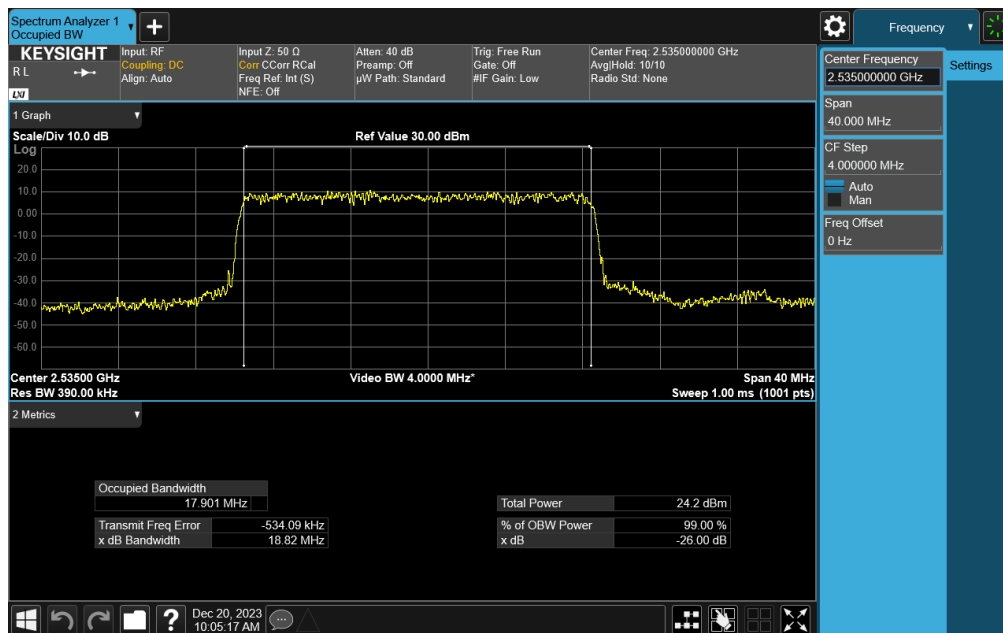 Spectrum Analyzer 1
Occupied BW
+
Frequency
KEYSIGHT
R L
LXI
Input: RF
Coupling: DC
Align: Auto
Input Z: 50 Ω
Corr CCorr RCal
Freq Ref: Int (S)
NFE: Off
Atten: 40 dB
Preamp: Off
µW Path: Standard
Trig: Free Run
Gate: Off
#IF Gain: Low
Center Freq: 2.535000000 GHz
Avg|Hold: 10/10
Radio Std: None
Center Frequency
2.535000000 GHz
Settings
Span
40.000 MHz
CF Step
4.000000 MHz
Auto
Man
Freq Offset
0 Hz
1 Graph
Scale/Div 10.0 dB
Ref Value 30.00 dBm
Log
20.0
10.0
0.00
-10.0
-20.0
-30.0
-40.0
-50.0
-60.0
Center 2.53500 GHz
Video BW 4.0000 MHz*
Span 40 MHz
Res BW 390.00 kHz
Sweep 1.00 ms (1001 pts)
2 Metrics
Occupied Bandwidth
17.901 MHz
Total Power 24.2 dBm
Transmit Freq Error -534.09 kHz
% of OBW Power 99.00 %
x dB Bandwidth 18.82 MHz
x dB -26.00 dB
?
Dec 20, 2023
10:05:17 AM